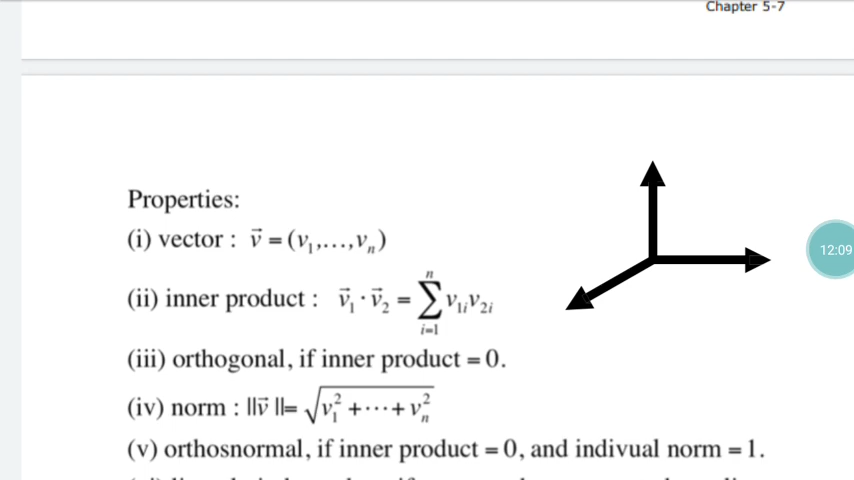 Chapter 5-7
Properties:
(i) vector : v⃗ = (v₁,…,vₙ)
(ii) inner product : v⃗₁ · v⃗₂ = ∑ᵢ₌₁ⁿ v₁ᵢv₂ᵢ
12:09
(iii) orthogonal, if inner product = 0.
(iv) norm : ||v⃗ ||= √(v₁² + ··· + vₙ²)
(v) orthosnormal, if inner product = 0, and indivual norm = 1.